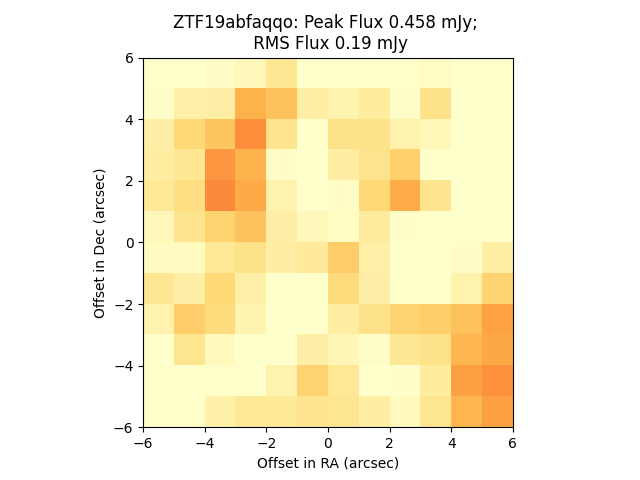 ZTF19abfaqqo: Peak Flux 0.458 mJy;
RMS Flux 0.19 mJy
6
4
2
0
−2
−4
−6
Offset in Dec (arcsec)
−6 −4 −2 0 2 4 6
Offset in RA (arcsec)